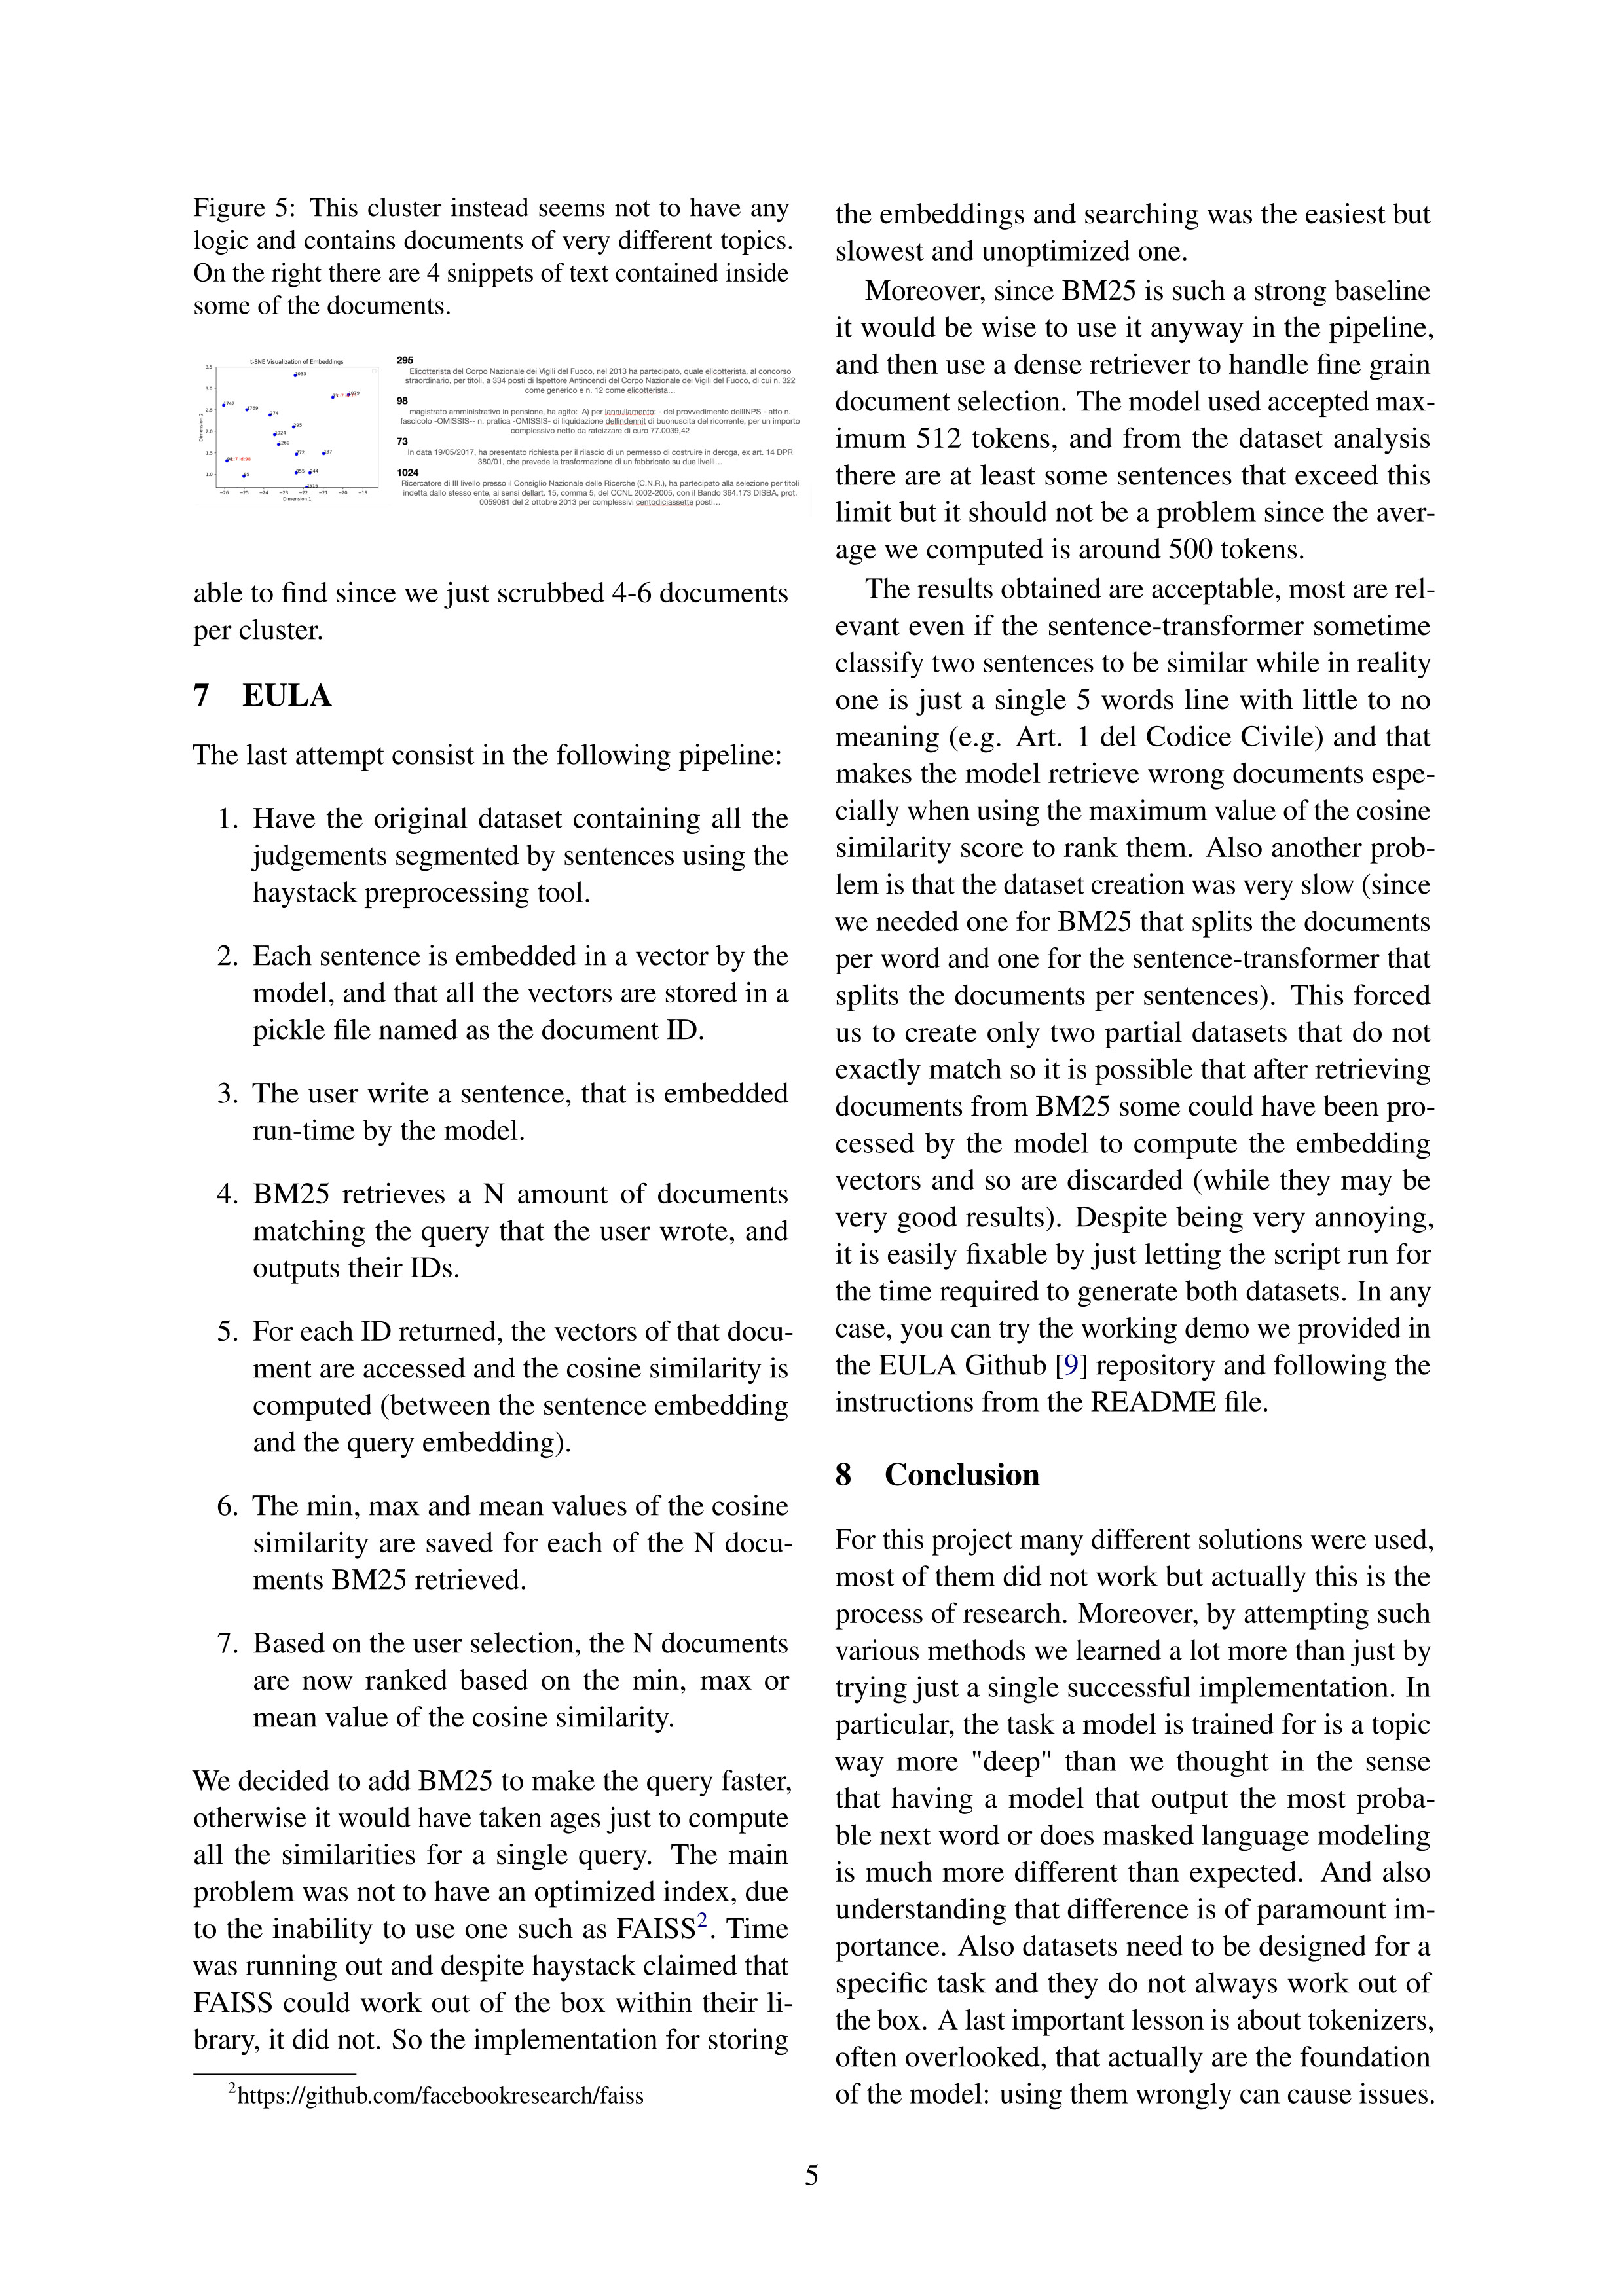 Figure 5: This cluster instead seems not to have any
logic and contains documents of very different topics.
On the right there are 4 snippets of text contained inside
some of the documents.
t-SNE Visualization of Embeddings
Dimension 2
3.5
3.0
2.5
2.0
1.5
1.0
−26 −25 −24 −23 −22 −21 −20 −19
Dimension 1
295
Elicotterista del Corpo Nazionale dei Vigili del Fuoco, nel 2013 ha partecipato, quale elicotterista, al concorso
straordinario, per titoli, a 334 posti di Ispettore Antincendi del Corpo Nazionale dei Vigili del Fuoco, di cui n. 322
come generico e n. 12 come elicotterista…
98
magistrato amministrativo in pensione, ha agito: A) per lannullamento: - del provvedimento dellINPS - atto n.
fascicolo -OMISSIS-- n. pratica -OMISSIS- di liquidazione dellindennit di buonuscita del ricorrente, per un importo
complessivo netto da rateizzare di euro 77.0039,42
73
In data 19/05/2017, ha presentato richiesta per il rilascio di un permesso di costruire in deroga, ex art. 14 DPR
380/01, che prevede la trasformazione di un fabbricato su due livelli…
1024
Ricercatore di III livello presso il Consiglio Nazionale delle Ricerche (C.N.R.), ha partecipato alla selezione per titoli
indetta dallo stesso ente, ai sensi dellart. 15, comma 5, del CCNL 2002-2005, con il Bando 364.173 DISBA, prot.
0059081 del 2 ottobre 2013 per complessivi centodiciassette posti…
able to find since we just scrubbed 4-6 documents
per cluster.
7 EULA
The last attempt consist in the following pipeline:
1. Have the original dataset containing all the
judgements segmented by sentences using the
haystack preprocessing tool.
2. Each sentence is embedded in a vector by the
model, and that all the vectors are stored in a
pickle file named as the document ID.
3. The user write a sentence, that is embedded
run-time by the model.
4. BM25 retrieves a N amount of documents
matching the query that the user wrote, and
outputs their IDs.
5. For each ID returned, the vectors of that docu-
ment are accessed and the cosine similarity is
computed (between the sentence embedding
and the query embedding).
6. The min, max and mean values of the cosine
similarity are saved for each of the N docu-
ments BM25 retrieved.
7. Based on the user selection, the N documents
are now ranked based on the min, max or
mean value of the cosine similarity.
We decided to add BM25 to make the query faster,
otherwise it would have taken ages just to compute
all the similarities for a single query. The main
problem was not to have an optimized index, due
to the inability to use one such as FAISS2. Time
was running out and despite haystack claimed that
FAISS could work out of the box within their li-
brary, it did not. So the implementation for storing
2https://github.com/facebookresearch/faiss
the embeddings and searching was the easiest but
slowest and unoptimized one.
Moreover, since BM25 is such a strong baseline
it would be wise to use it anyway in the pipeline,
and then use a dense retriever to handle fine grain
document selection. The model used accepted max-
imum 512 tokens, and from the dataset analysis
there are at least some sentences that exceed this
limit but it should not be a problem since the aver-
age we computed is around 500 tokens.
The results obtained are acceptable, most are rel-
evant even if the sentence-transformer sometime
classify two sentences to be similar while in reality
one is just a single 5 words line with little to no
meaning (e.g. Art. 1 del Codice Civile) and that
makes the model retrieve wrong documents espe-
cially when using the maximum value of the cosine
similarity score to rank them. Also another prob-
lem is that the dataset creation was very slow (since
we needed one for BM25 that splits the documents
per word and one for the sentence-transformer that
splits the documents per sentences). This forced
us to create only two partial datasets that do not
exactly match so it is possible that after retrieving
documents from BM25 some could have been pro-
cessed by the model to compute the embedding
vectors and so are discarded (while they may be
very good results). Despite being very annoying,
it is easily fixable by just letting the script run for
the time required to generate both datasets. In any
case, you can try the working demo we provided in
the EULA Github [9] repository and following the
instructions from the README file.
8 Conclusion
For this project many different solutions were used,
most of them did not work but actually this is the
process of research. Moreover, by attempting such
various methods we learned a lot more than just by
trying just a single successful implementation. In
particular, the task a model is trained for is a topic
way more "deep" than we thought in the sense
that having a model that output the most proba-
ble next word or does masked language modeling
is much more different than expected. And also
understanding that difference is of paramount im-
portance. Also datasets need to be designed for a
specific task and they do not always work out of
the box. A last important lesson is about tokenizers,
often overlooked, that actually are the foundation
of the model: using them wrongly can cause issues.
5